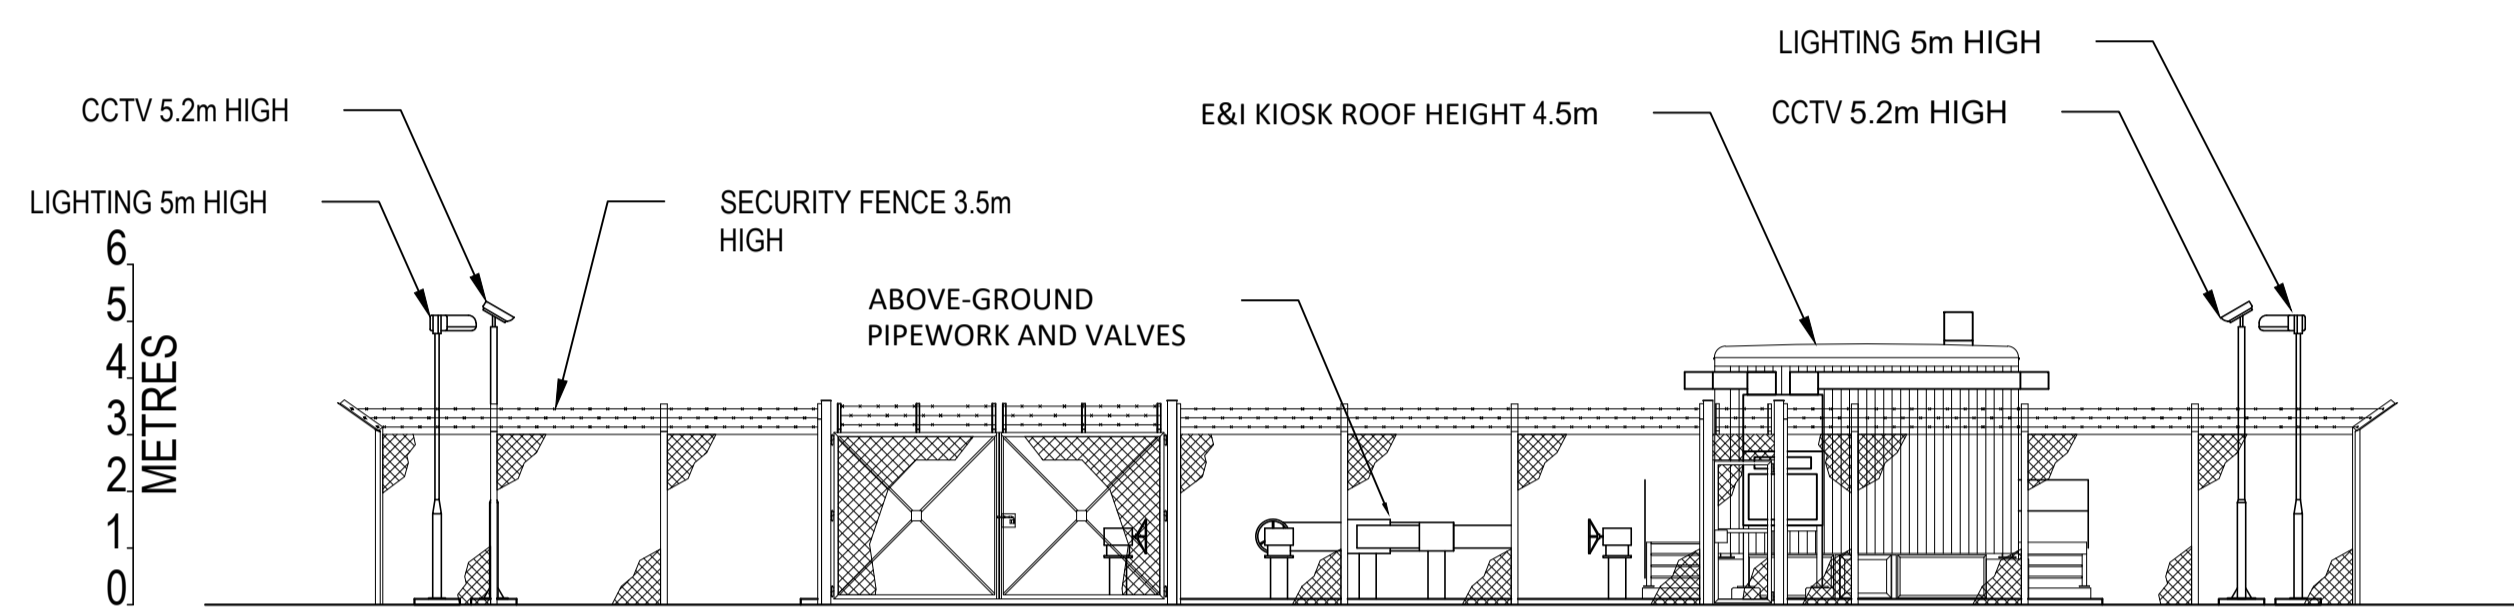 LIGHTING 5m HIGH
CCTV 5.2m HIGH
E&I KIOSK ROOF HEIGHT 4.5m
CCTV 5.2m HIGH
LIGHTING 5m HIGH
SECURITY FENCE 3.5m
HIGH
ABOVE-GROUND
PIPEWORK AND VALVES
6
5
4
3
2
1
0
METRES